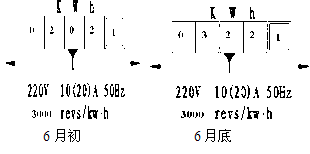 K W h
0 2 0 2 1
220V 10(20)A 50Hz
3000 revs/kw·h
6月初
K W h
0 3 2 2 1
220V 10(20)A 50Hz
3000 revs/kw·h
6月底